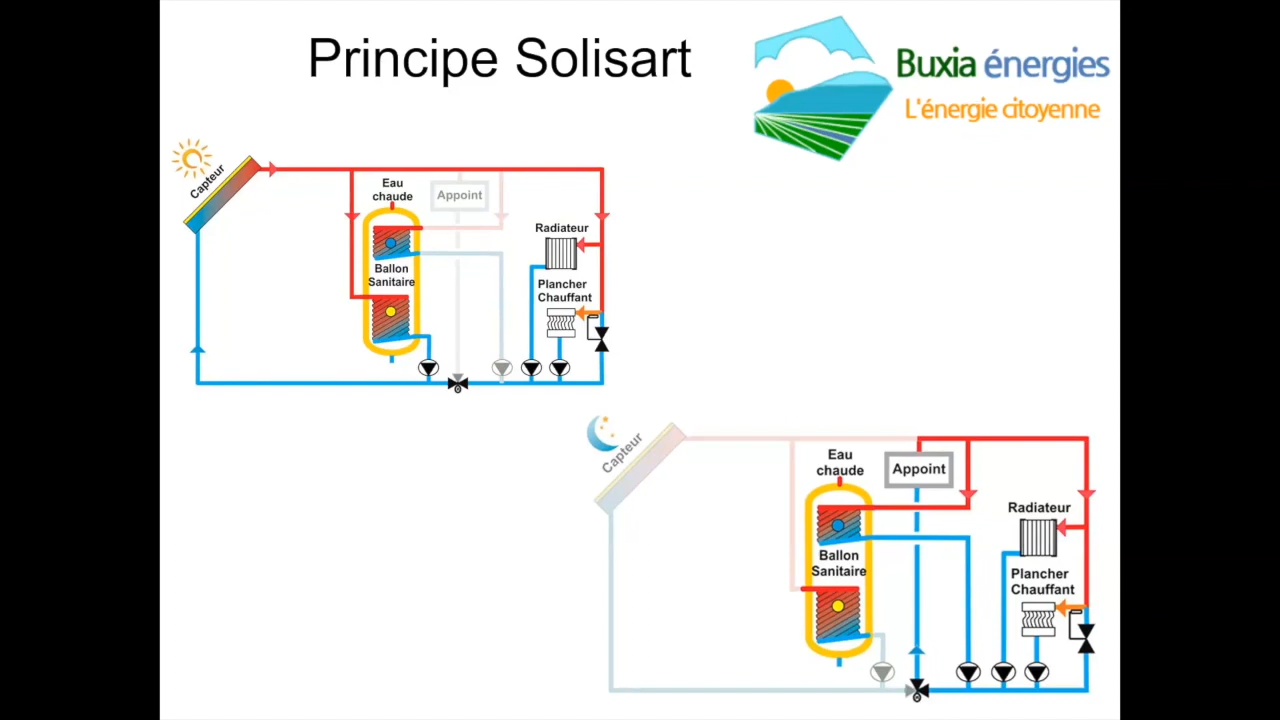 Principe Solisart
Buxia énergies
L'énergie citoyenne
Capteur
Eau
chaude
Appoint
Radiateur
Ballon
Sanitaire
Plancher
Chauffant
Capteur
Eau
chaude
Appoint
Radiateur
Ballon
Sanitaire
Plancher
Chauffant